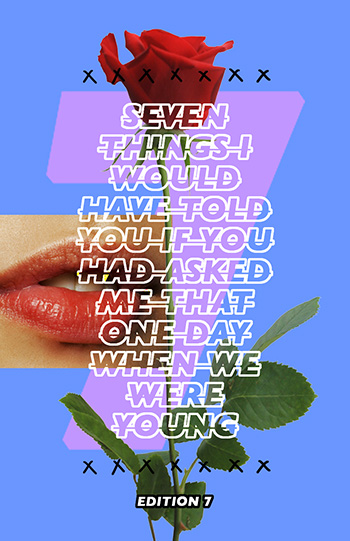 x x x x x x x
SEVEN
THINGS I
WOULD
HAVE TOLD
YOU IF YOU
HAD ASKED
ME THAT
ONE DAY
WHEN WE
WERE
YOUNG
x x x x x x x
EDITION 7